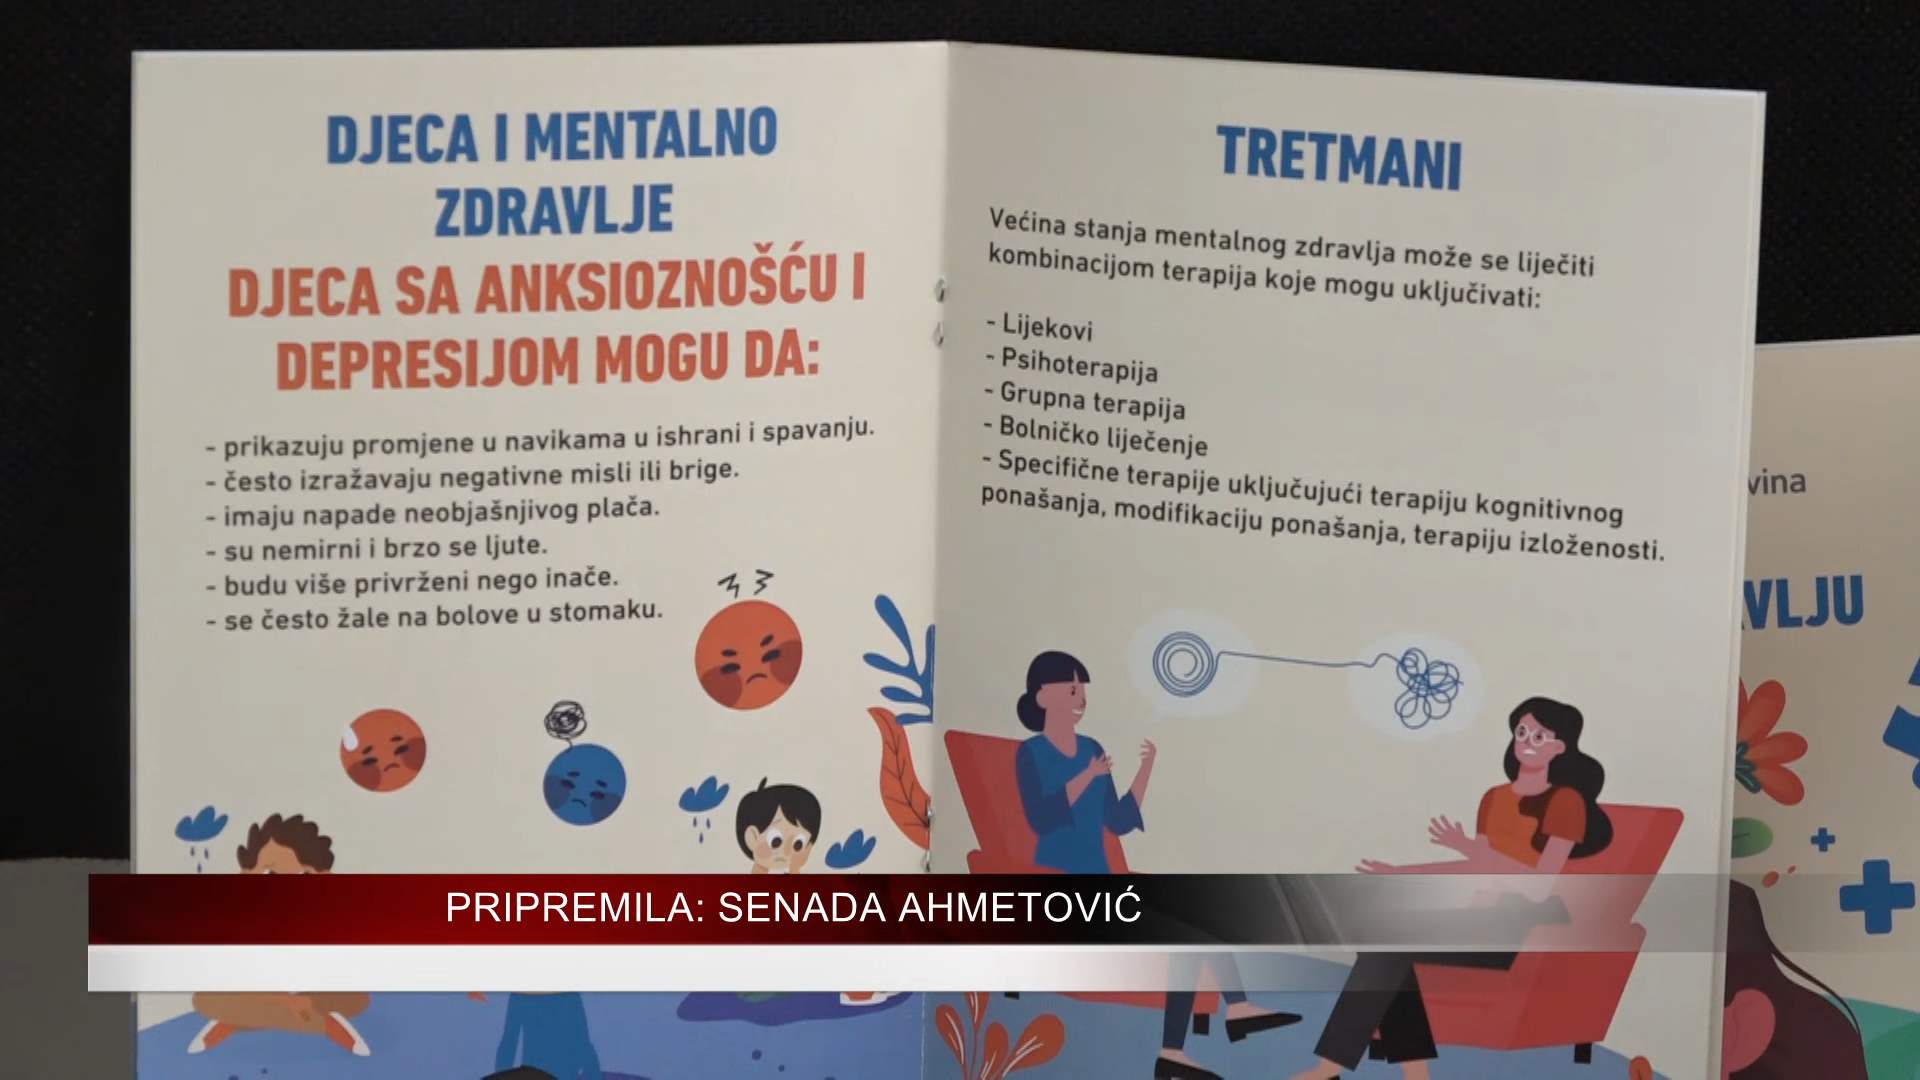 DJECA I MENTALNO
ZDRAVLJE
DJECA SA ANKSIOZNOŠĆU I
DEPRESIJOM MOGU DA:
- prikazuju promjene u navikama u ishrani i spavanju.
- često izražavaju negativne misli ili brige.
- imaju napade neobjašnjivog plača.
- su nemirni i brzo se ljute.
- budu više privrženi nego inače.
- se često žale na bolove u stomaku.
TRETMANI
Većina stanja mentalnog zdravlja može se liječiti
kombinacijom terapija koje mogu uključivati:
- Lijekovi
- Psihoterapija
- Grupna terapija
- Bolničko liječenje
- Specifične terapije uključujući terapiju kognitivnog
ponašanja, modifikaciju ponašanja, terapiju izloženosti.
vina
VLJU
PRIPREMILA: SENADA AHMETOVIĆ